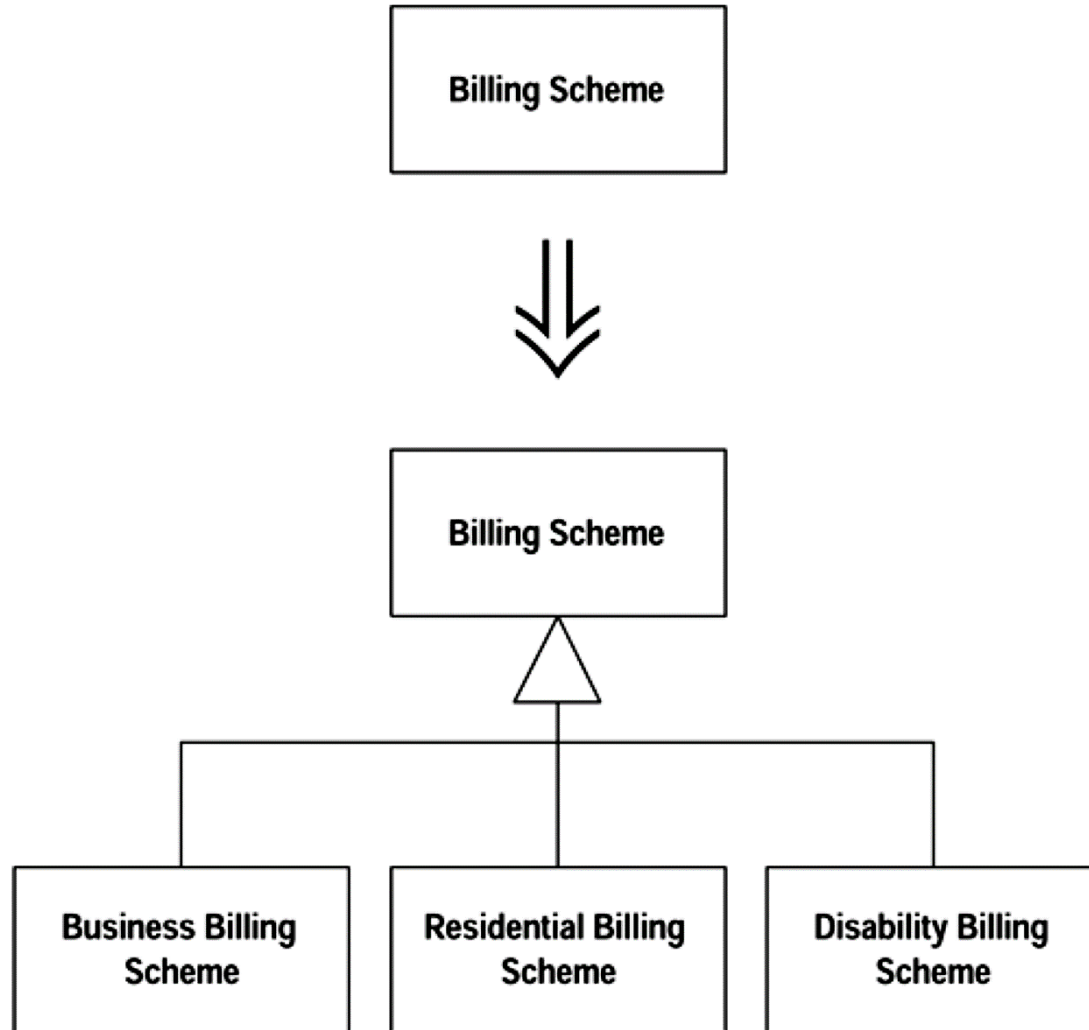 Billing Scheme
Billing Scheme
Business Billing
Scheme
Residential Billing
Scheme
Disability Billing
Scheme